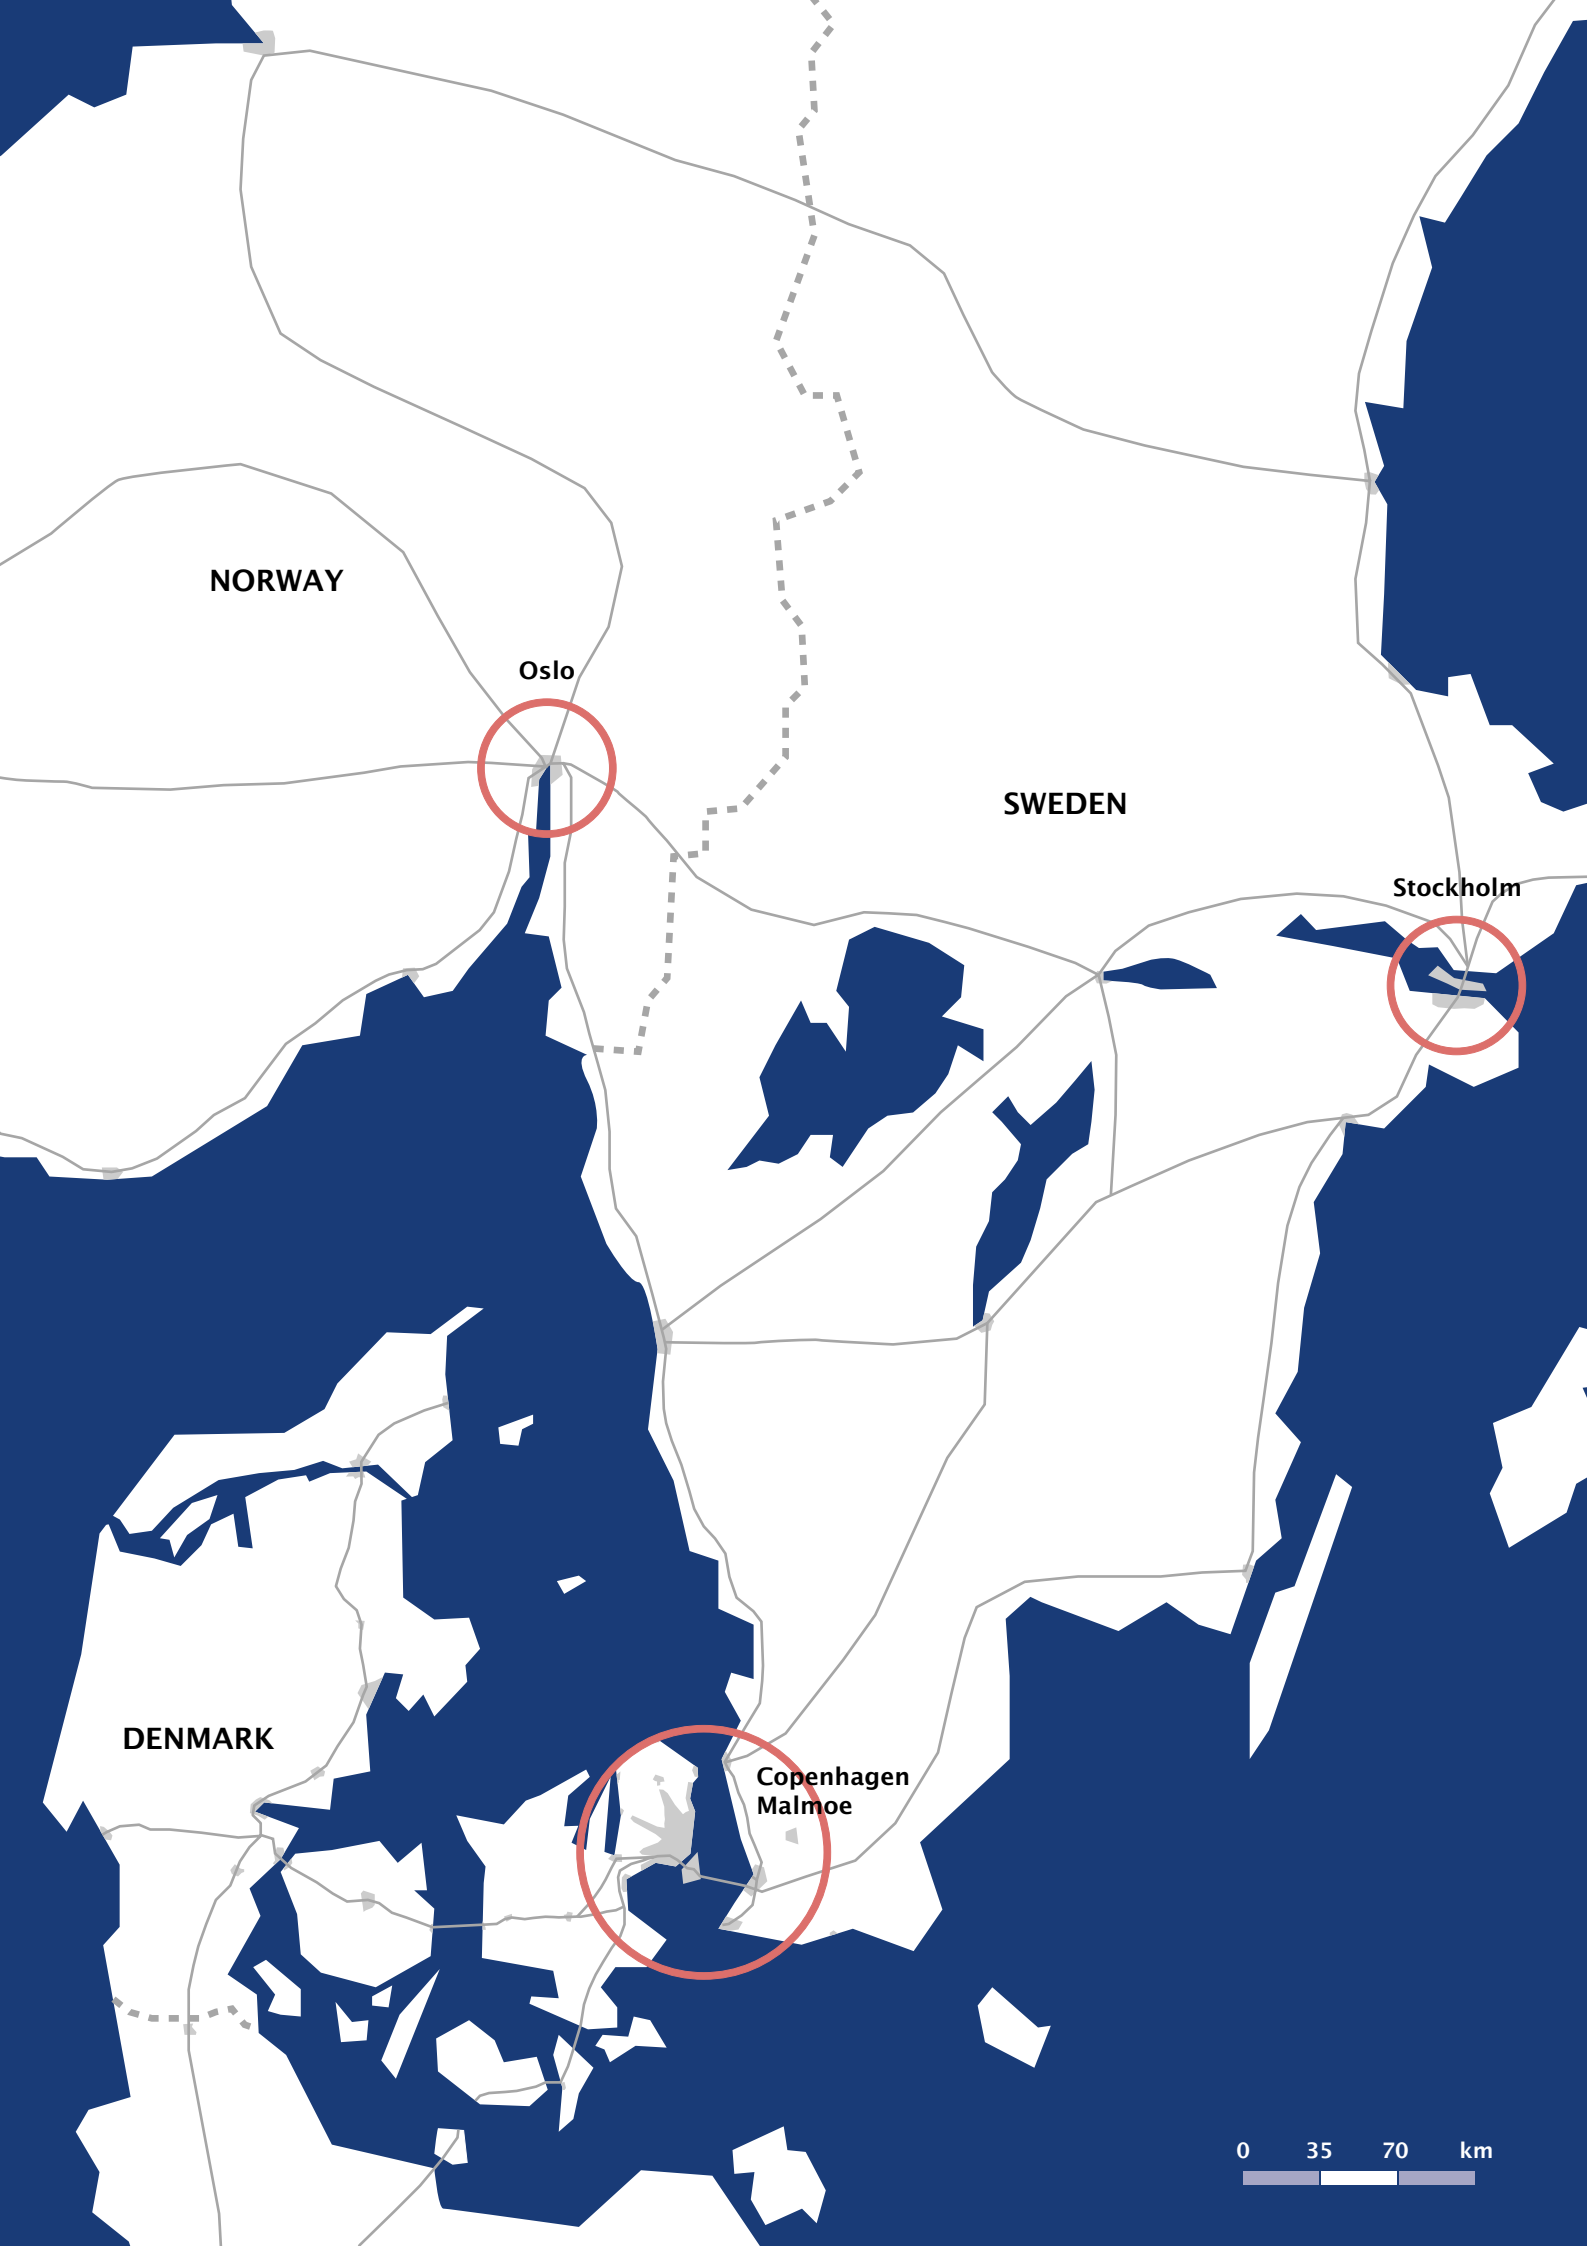 NORWAY
Oslo
SWEDEN
Stockholm
DENMARK
Copenhagen
Malmoe
0 35 70 km